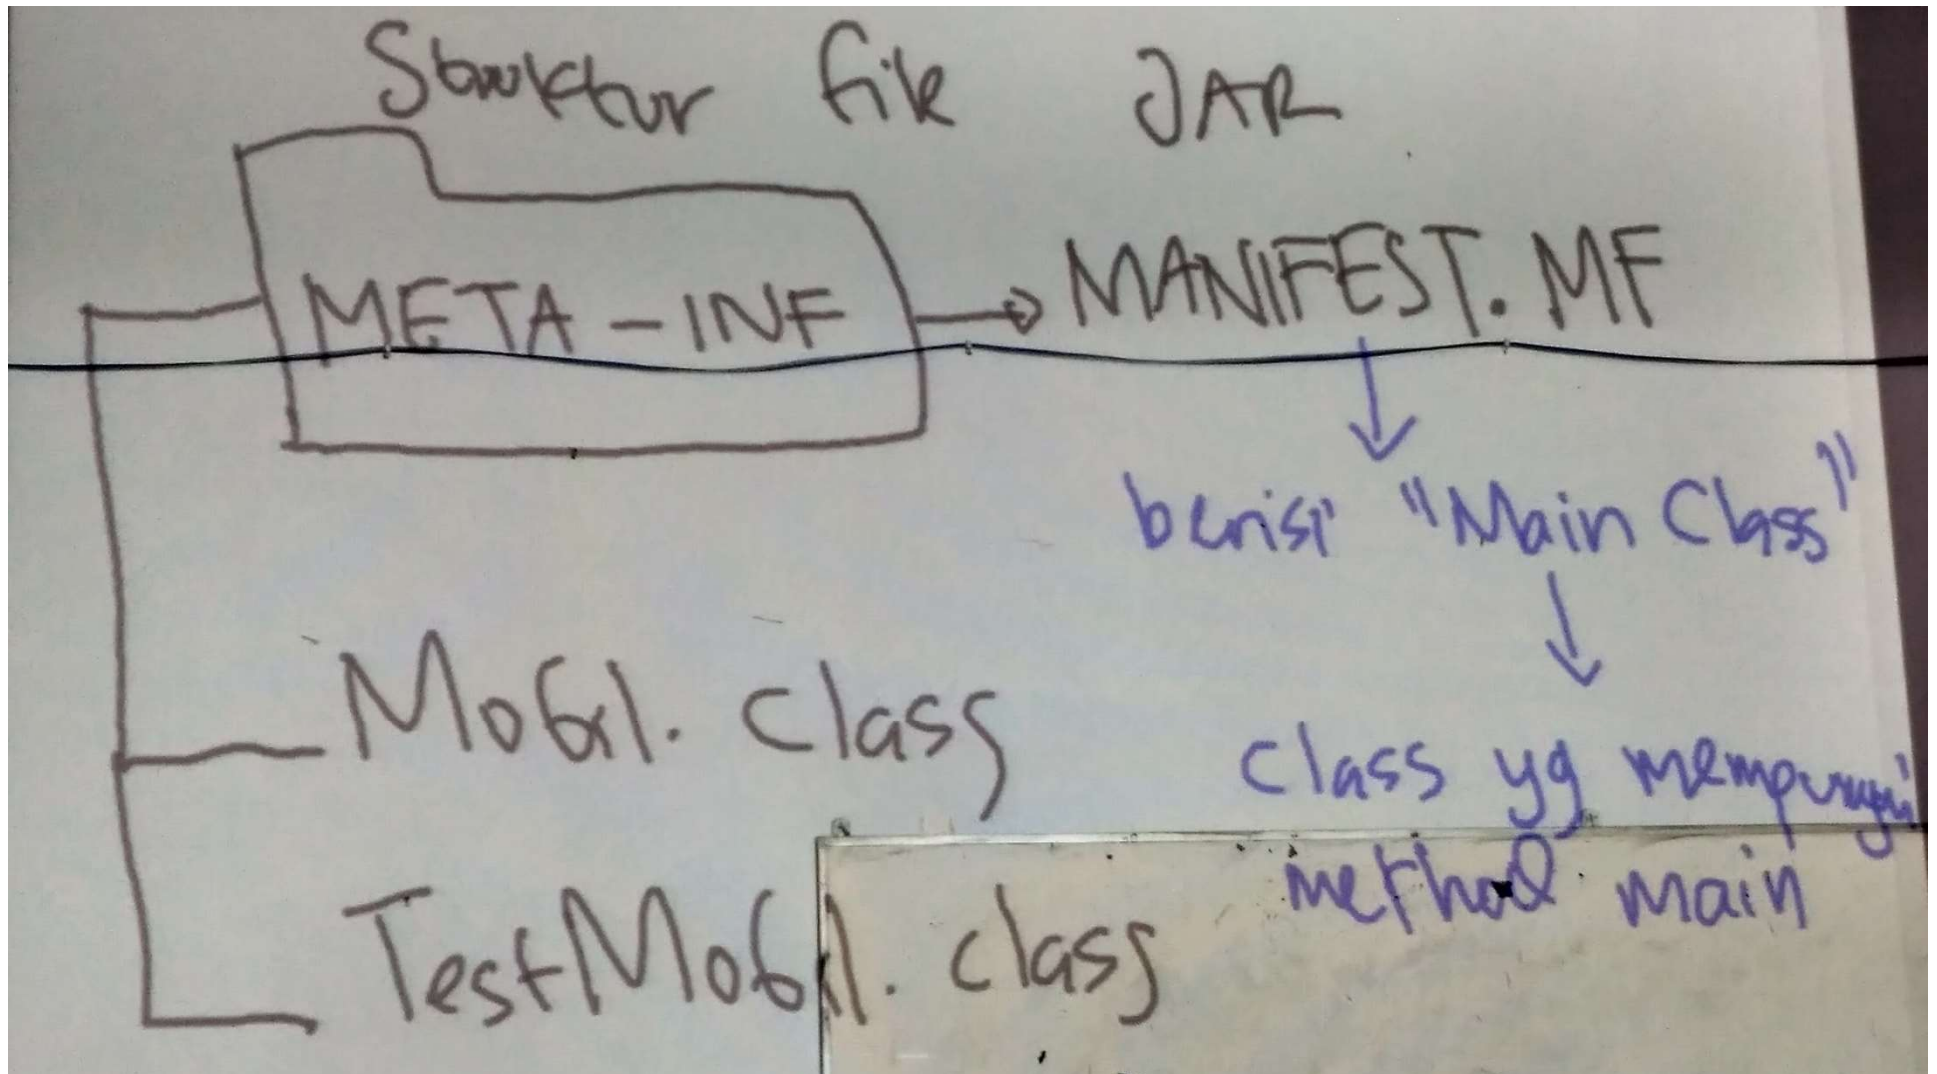 Struktur file JAR
META-INF
MANIFEST.MF
berisi "Main Class"
Mobil.class
class yg mempunyai
method main
TestMobil.class